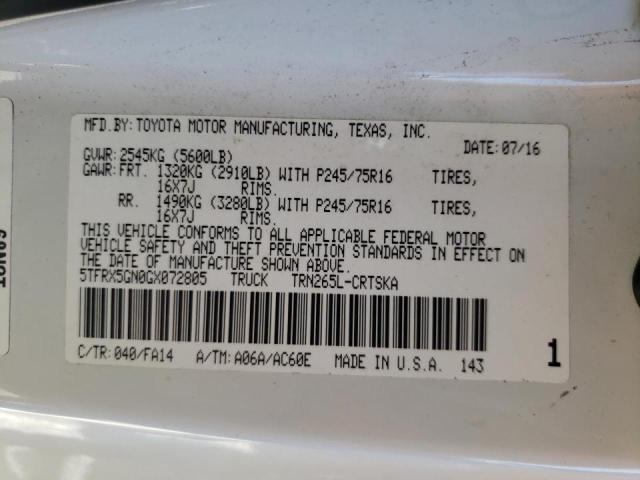 MFD.BY:TOYOTA MOTOR MANUFACTURING, TEXAS, INC.
DATE:07/16
GVWR:2545KG (5600LB)
GAWR:FRT. 1320KG (2910LB) WITH P245/75R16 TIRES,
16X7J RIMS.
RR. 1490KG (3280LB) WITH P245/75R16 TIRES,
16X7J RIMS.
THIS VEHICLE CONFORMS TO ALL APPLICABLE FEDERAL MOTOR
VEHICLE SAFETY AND THEFT PREVENTION STANDARDS IN EFFECT ON
THE DATE OF MANUFACTURE SHOWN ABOVE.
5TFRX5GN0GX072805 TRUCK TRN265L-CRTSKA
C/TR:040/FA14 A/TM:A06A/AC60E MADE IN U.S.A. 143
1